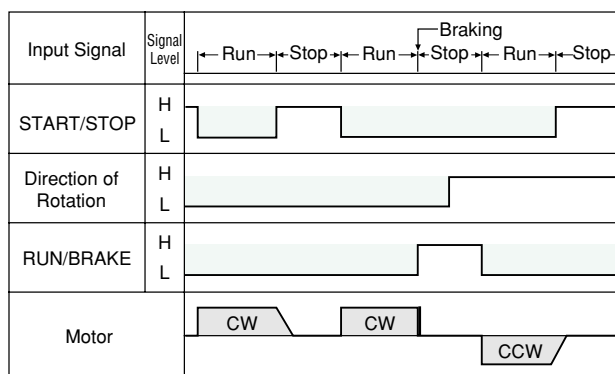 Braking
Input Signal Signal Level Run Stop Run Stop Run Stop
START/STOP H L
Direction of Rotation H L
RUN/BRAKE H L
Motor CW CW CCW